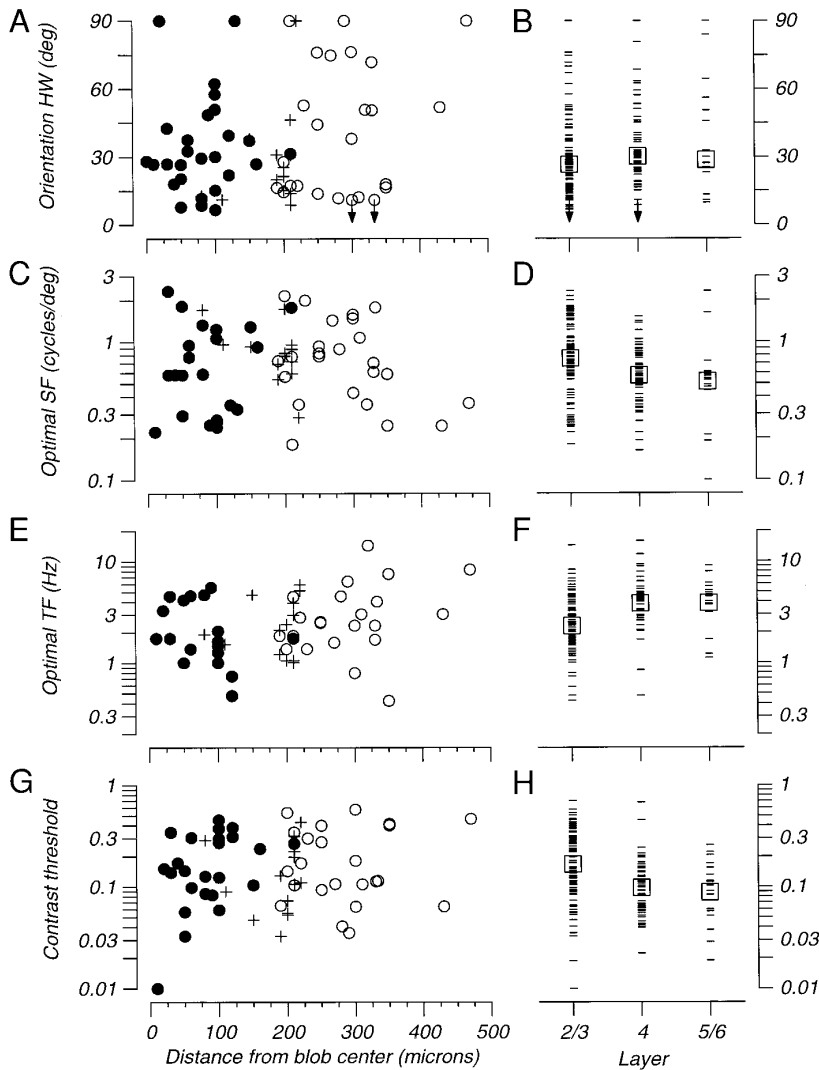 A
B
Orientation HW (deg)
90
60
30
0
90
60
30
0
C
D
Optimal SF (cycles/deg)
3
1
0.3
0.1
3
1
0.3
0.1
E
F
Optimal TF (Hz)
10
3
1
0.3
10
3
1
0.3
G
H
Contrast threshold
1
0.3
0.1
0.03
0.01
1
0.3
0.1
0.03
0.01
0 100 200 300 400 500
Distance from blob center (microns)
2/3 4 5/6
Layer